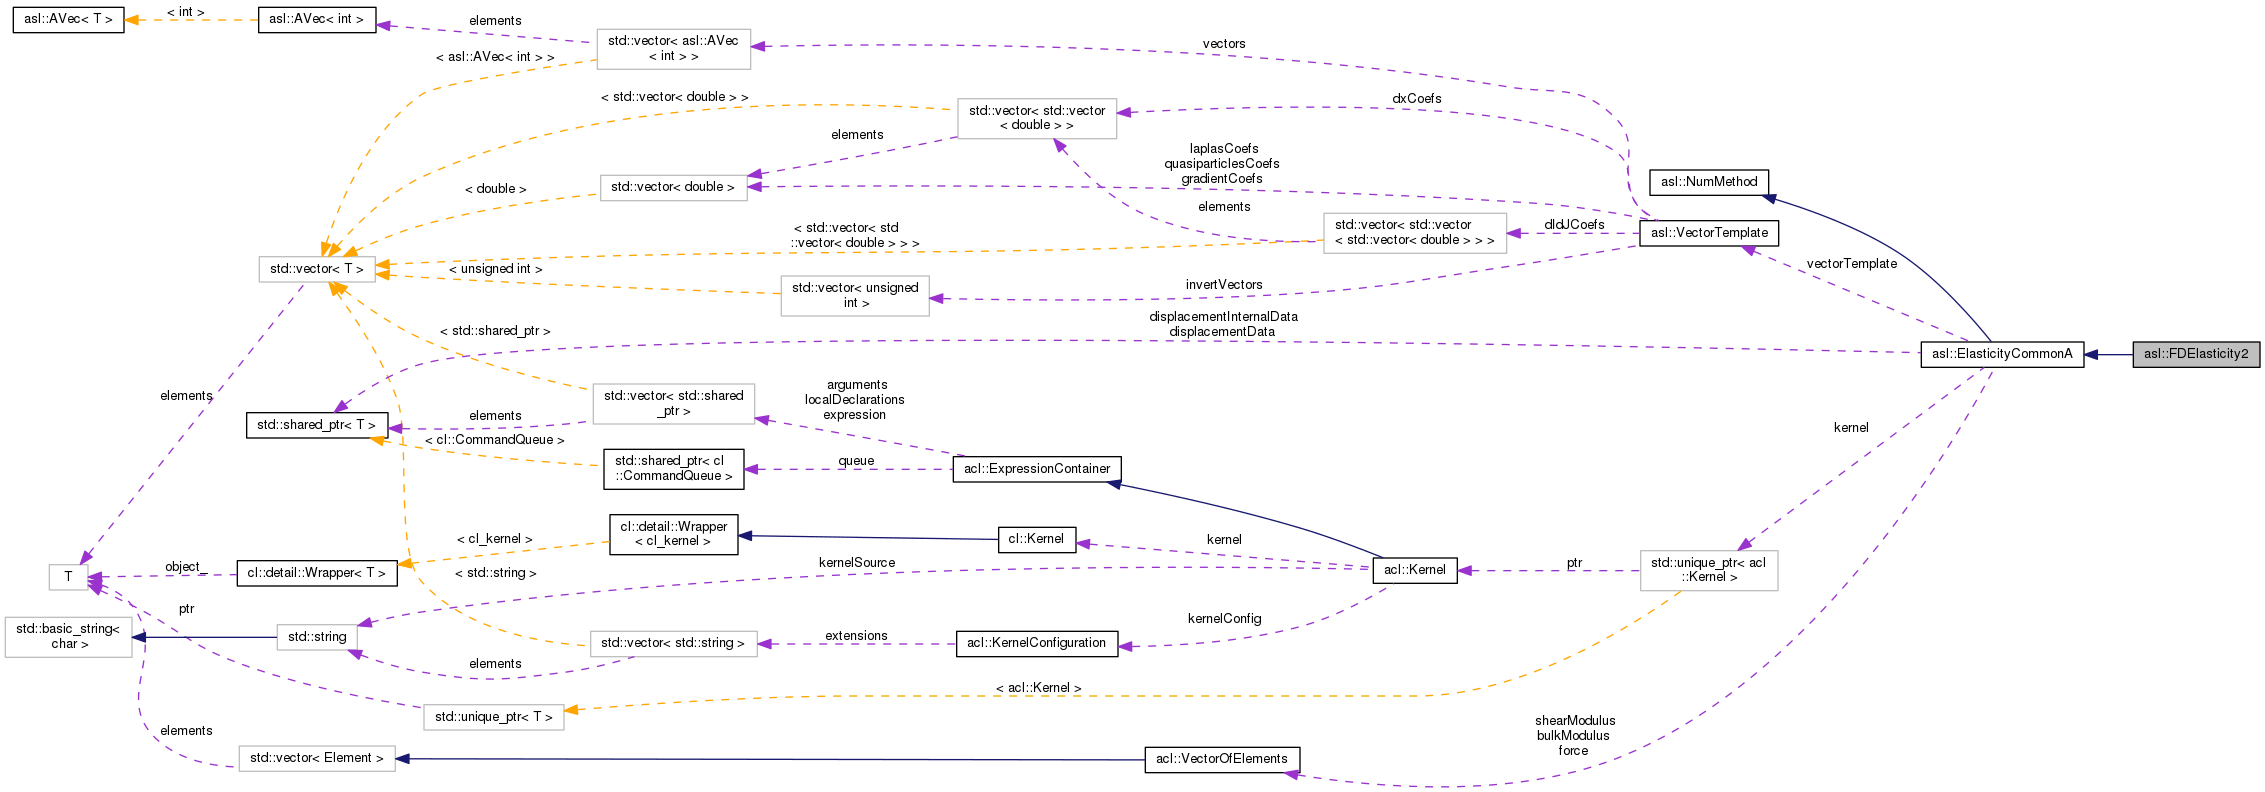 asl::AVec< T >
< int >
asl::AVec< int >
elements
std::vector< asl::AVec
< int > >
vectors
< asl::AVec< int > >
< std::vector< double > >
std::vector< std::vector
< double > >
dxCoefs
elements
laplasCoefs
quasiparticlesCoefs
gradientCoefs
asl::NumMethod
< double >
std::vector< double >
elements
std::vector< std::vector
< std::vector< double > > >
dldJCoefs
asl::VectorTemplate
< std::vector< std
::vector< double > > >
std::vector< T >
< unsigned int >
std::vector< unsigned
int >
invertVectors
vectorTemplate
< std::shared_ptr >
displacementInternalData
displacementData
asl::ElasticityCommonA
asl::FDElasticity2
elements
std::vector< std::shared
_ptr >
arguments
localDeclarations
expression
std::shared_ptr< T >
elements
kernel
< cl::CommandQueue >
std::shared_ptr< cl
::CommandQueue >
queue
acl::ExpressionContainer
cl::detail::Wrapper
< cl_kernel >
< cl_kernel >
cl::Kernel
kernel
T
object_
cl::detail::Wrapper< T >
< std::string >
kernelSource
acl::Kernel
ptr
std::unique_ptr< acl
::Kernel >
ptr
std::basic_string<
char >
std::string
std::vector< std::string >
extensions
acl::KernelConfiguration
kernelConfig
elements
< acl::Kernel >
std::unique_ptr< T >
elements
shearModulus
bulkModulus
force
std::vector< Element >
acl::VectorOfElements